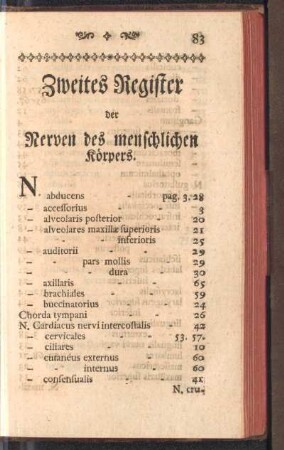 83
Zweites Register
der
Nerven des menschlichen
Körpers.
N. abducens - pag. 3. 28
- accessorius - 3
- alveolaris posterior - 20
- alveolares maxillæ superioris 21
- inferioris 25
- auditorii - 29
- pars mollis - 29
- dura - 30
- axillaris - 65
- brachiales - 59
- buccinatorius - 24
Chorda tympani - 26
N. Cardiacus nervi intercostalis - 42
- cervicales - 53. 57.
- ciliares - 10
- cutaneus externus - 60
- internus - 60
- consensualis - 41
N. cru-